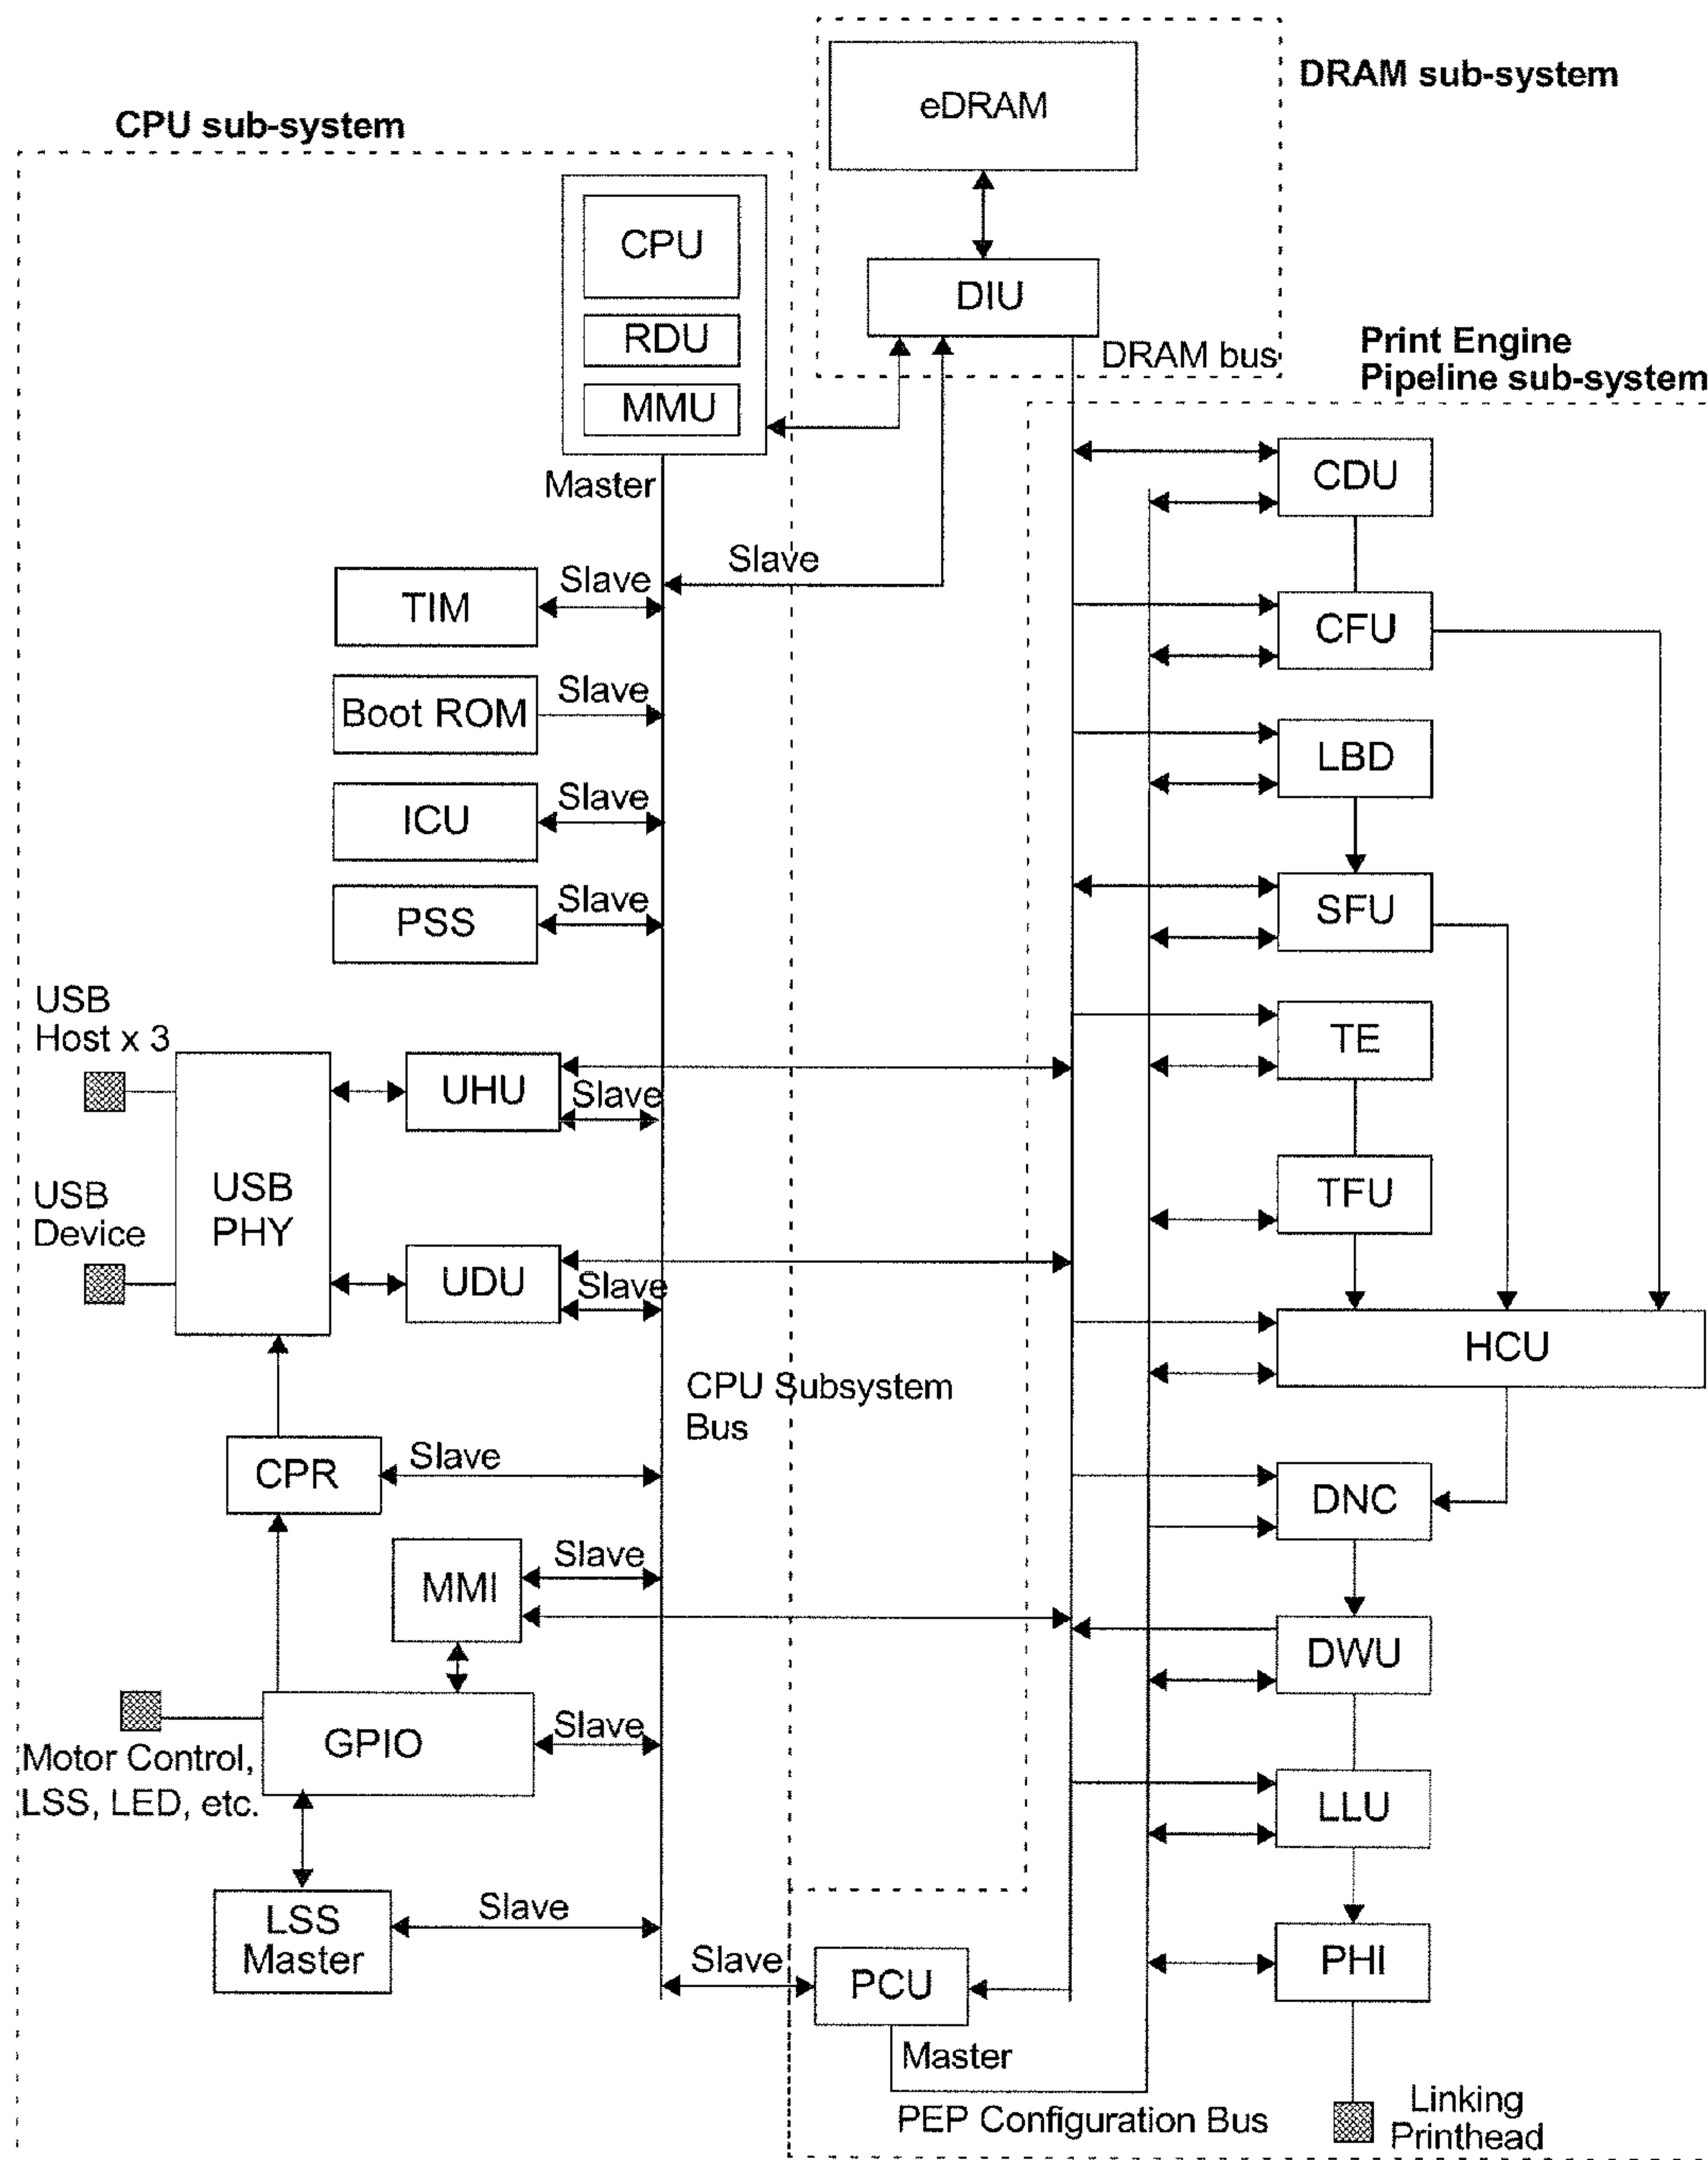 DRAM sub-system
eDRAM
CPU sub-system
CPU
DIU
RDU
DRAM bus
Print Engine
Pipeline sub-system
MMU
CDU
Master
Slave
Slave
TIM
CFU
Slave
Boot ROM
LBD
Slave
ICU
Slave
PSS
SFU
USB
Host x 3
TE
UHU
Slave
USB
PHY
USB
Device
TFU
UDU
Slave
HCU
CPU Subsystem
Bus
CPR
Slave
DNC
MMI
Slave
DWU
GPIO
Slave
Motor Control,
LSS, LED, etc.
LLU
LSS
Master
Slave
Slave
PCU
PHI
Master
PEP Configuration Bus
Linking
Printhead